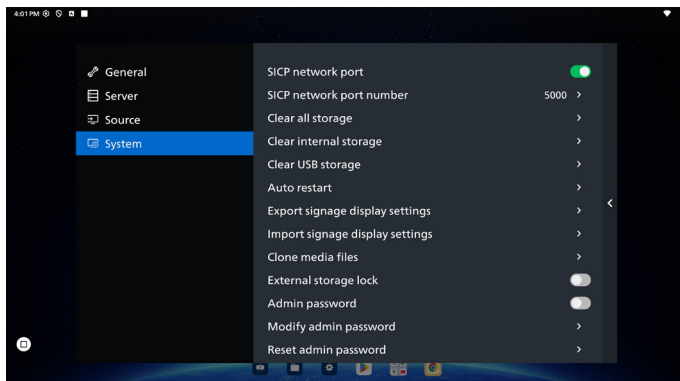 4:01 PM
General
Server
Source
System
SICP network port
SICP network port number 5000
Clear all storage
Clear internal storage
Clear USB storage
Auto restart
Export signage display settings
Import signage display settings
Clone media files
External storage lock
Admin password
Modify admin password
Reset admin password